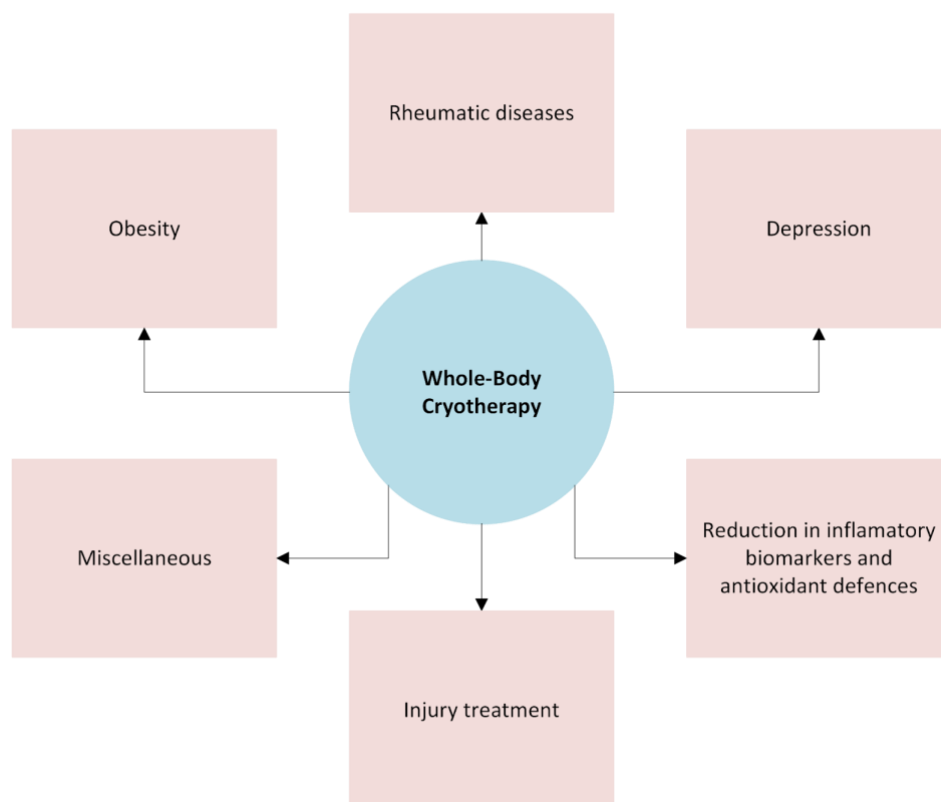 Rheumatic diseases
Obesity
Depression
Whole-Body
Cryotherapy
Miscellaneous
Reduction in inflamatory
biomarkers and
antioxidant defences
Injury treatment